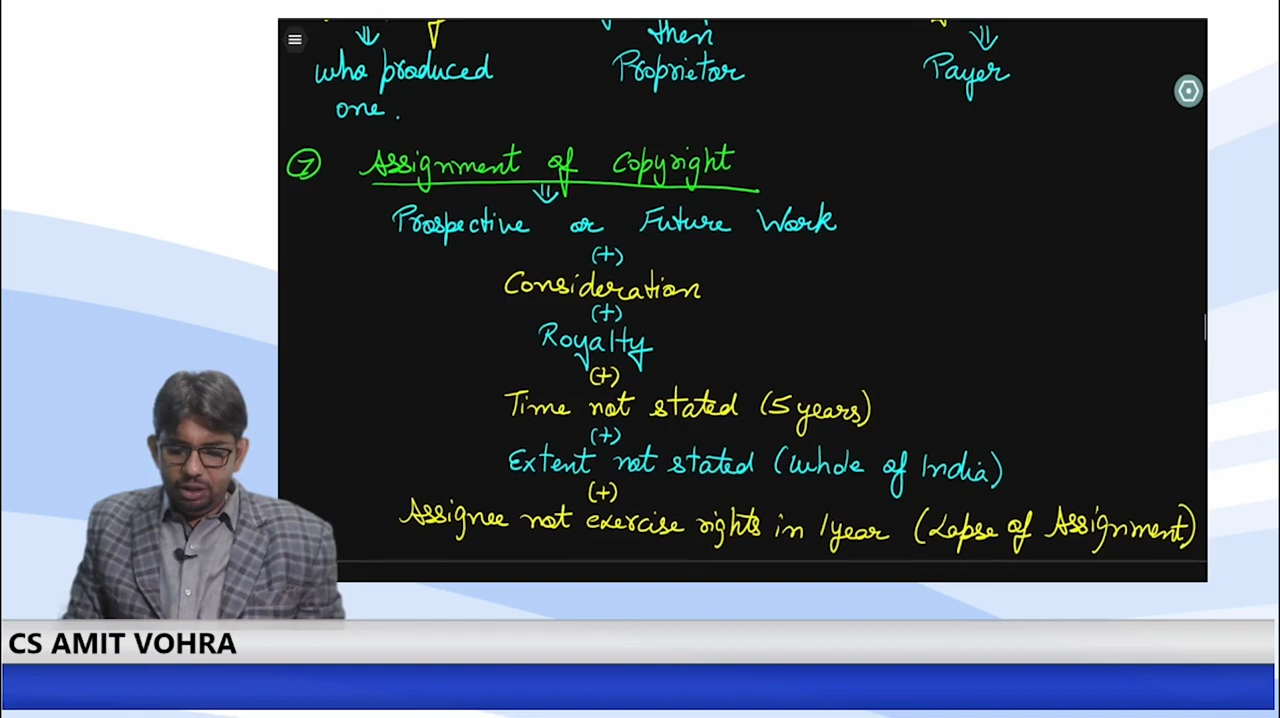 then
who produced Proprietor Payer
one.
⑦ Assignment of Copyright
Prospective or Future Work
(+)
Consideration
(+)
Royalty
(+)
Time not stated (5 years)
(+)
Extent not stated (Whole of India)
(+)
Assignee not exercise rights in 1 year (Lapse of Assignment)
CS AMIT VOHRA